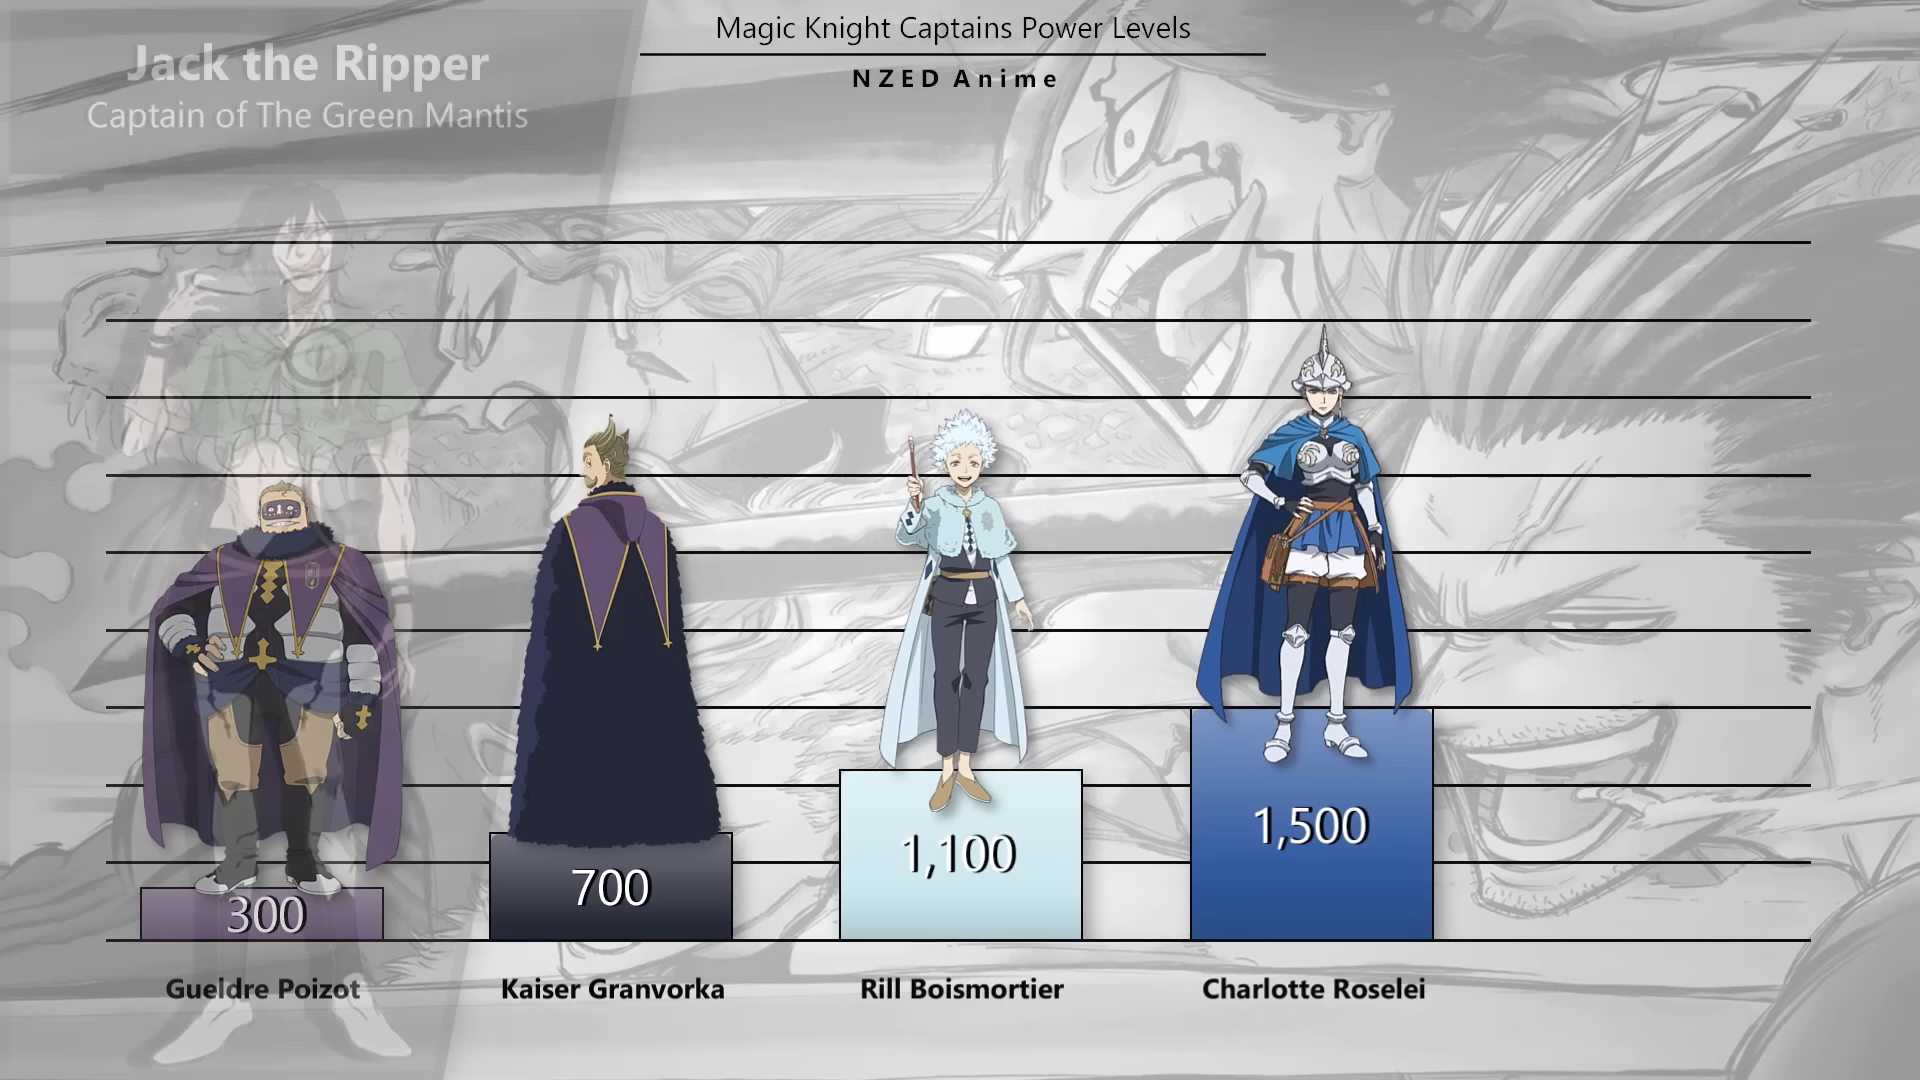 Magic Knight Captains Power Levels
NZED Anime
Jack the Ripper
Captain of The Green Mantis
300
700
1,100
1,500
Gueldre Poizot
Kaiser Granvorka
Rill Boismortier
Charlotte Roselei